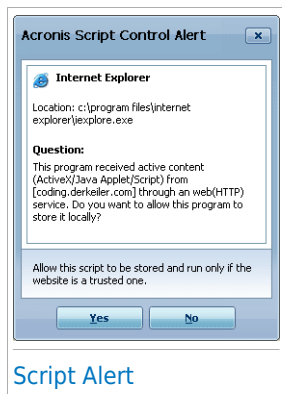 Acronis Script Control Alert
Internet Explorer
Location: c:\program files\internet
explorer\iexplore.exe
Question:
This program received active content
(ActiveX/Java Applet/Script) from
[coding.derkeiler.com] through an web(HTTP)
service. Do you want to allow this program to
store it locally?
Allow this script to be stored and run only if the
website is a trusted one.
Yes
No
Script Alert